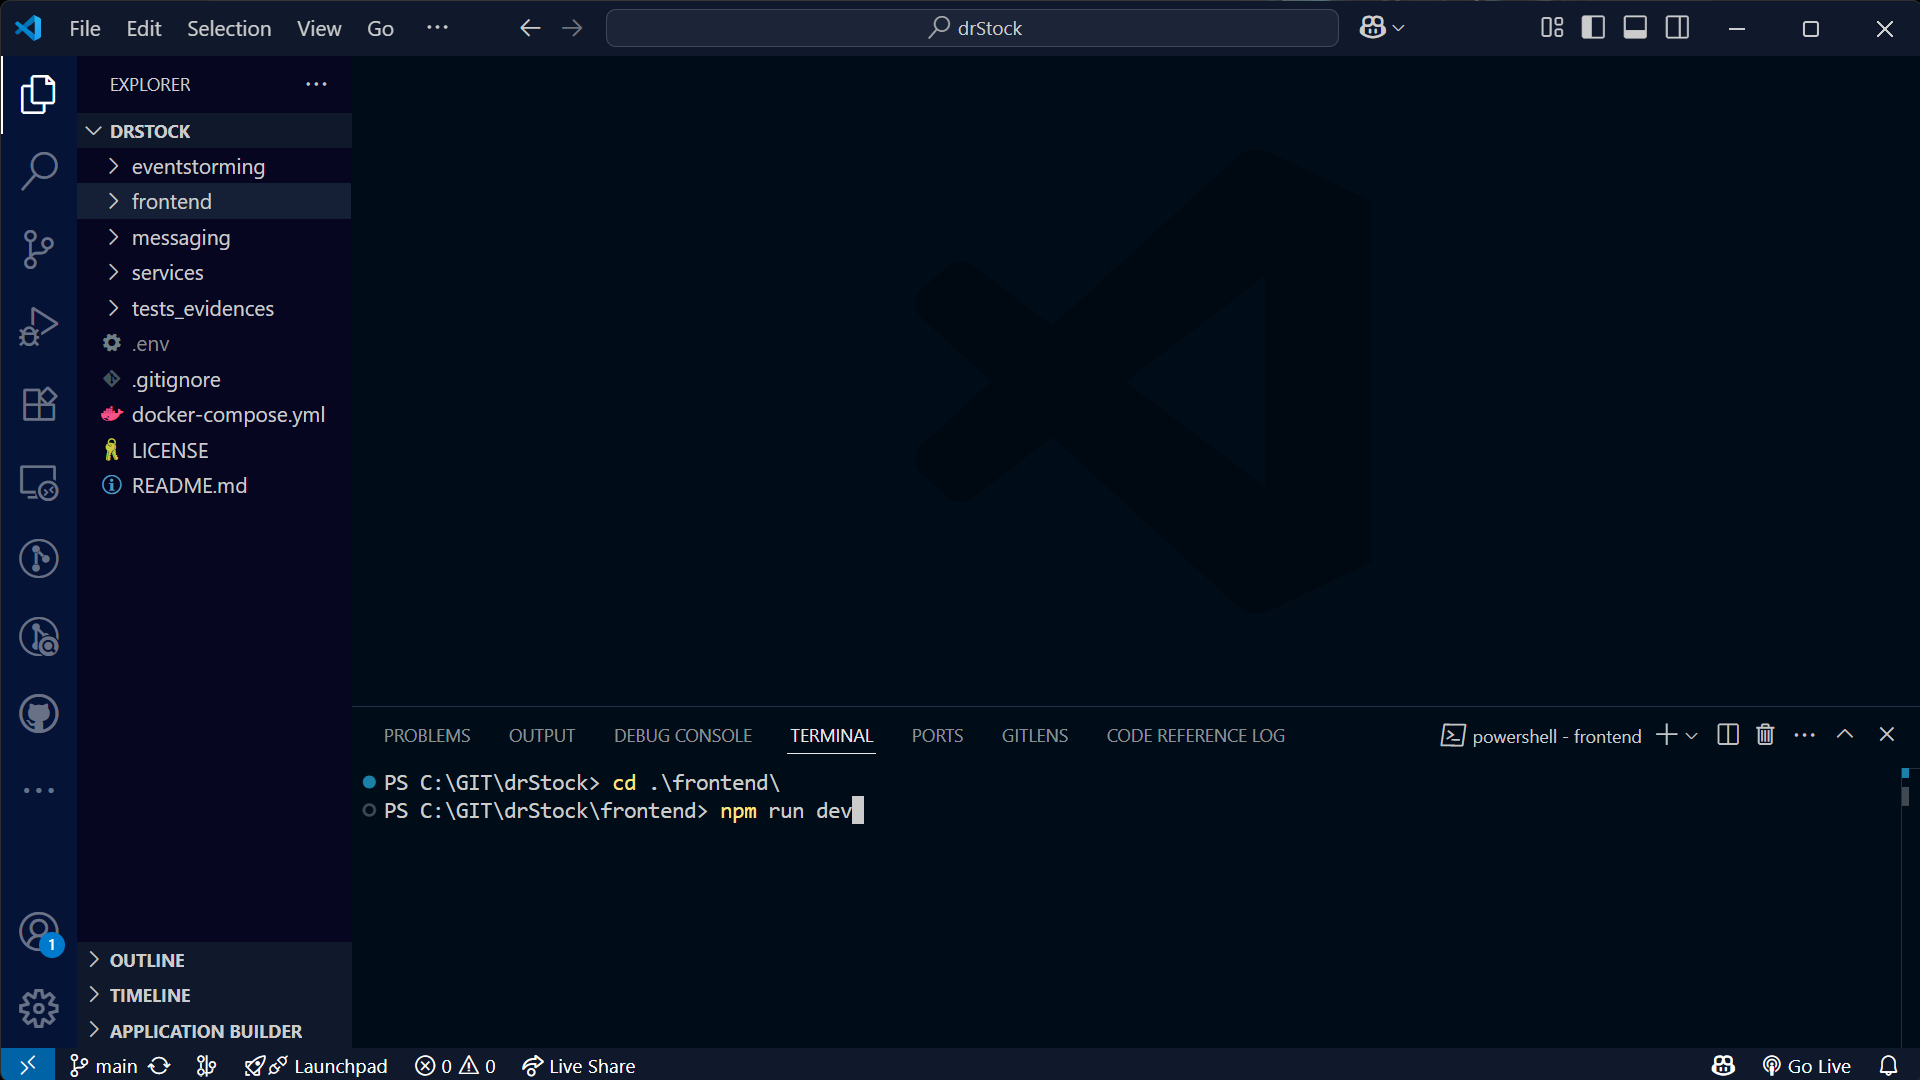 File Edit Selection View Go ··· drStock
EXPLORER ···
DRSTOCK
eventstorming
frontend
messaging
services
tests_evidences
.env
.gitignore
docker-compose.yml
LICENSE
README.md
PROBLEMS OUTPUT DEBUG CONSOLE TERMINAL PORTS GITLENS CODE REFERENCE LOG powershell - frontend
PS C:\GIT\drStock> cd .\frontend\
PS C:\GIT\drStock\frontend> npm run dev
1
OUTLINE
TIMELINE
APPLICATION BUILDER
main Launchpad 0 0 Live Share Go Live